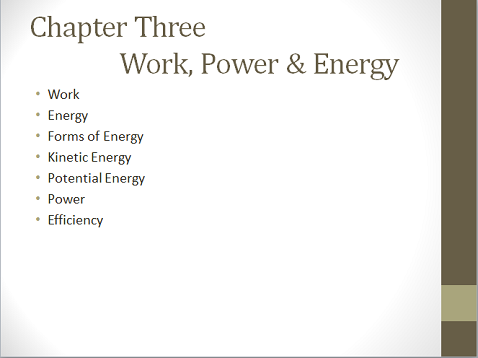 Chapter Three
Work, Power & Energy
• Work
• Energy
• Forms of Energy
• Kinetic Energy
• Potential Energy
• Power
• Efficiency